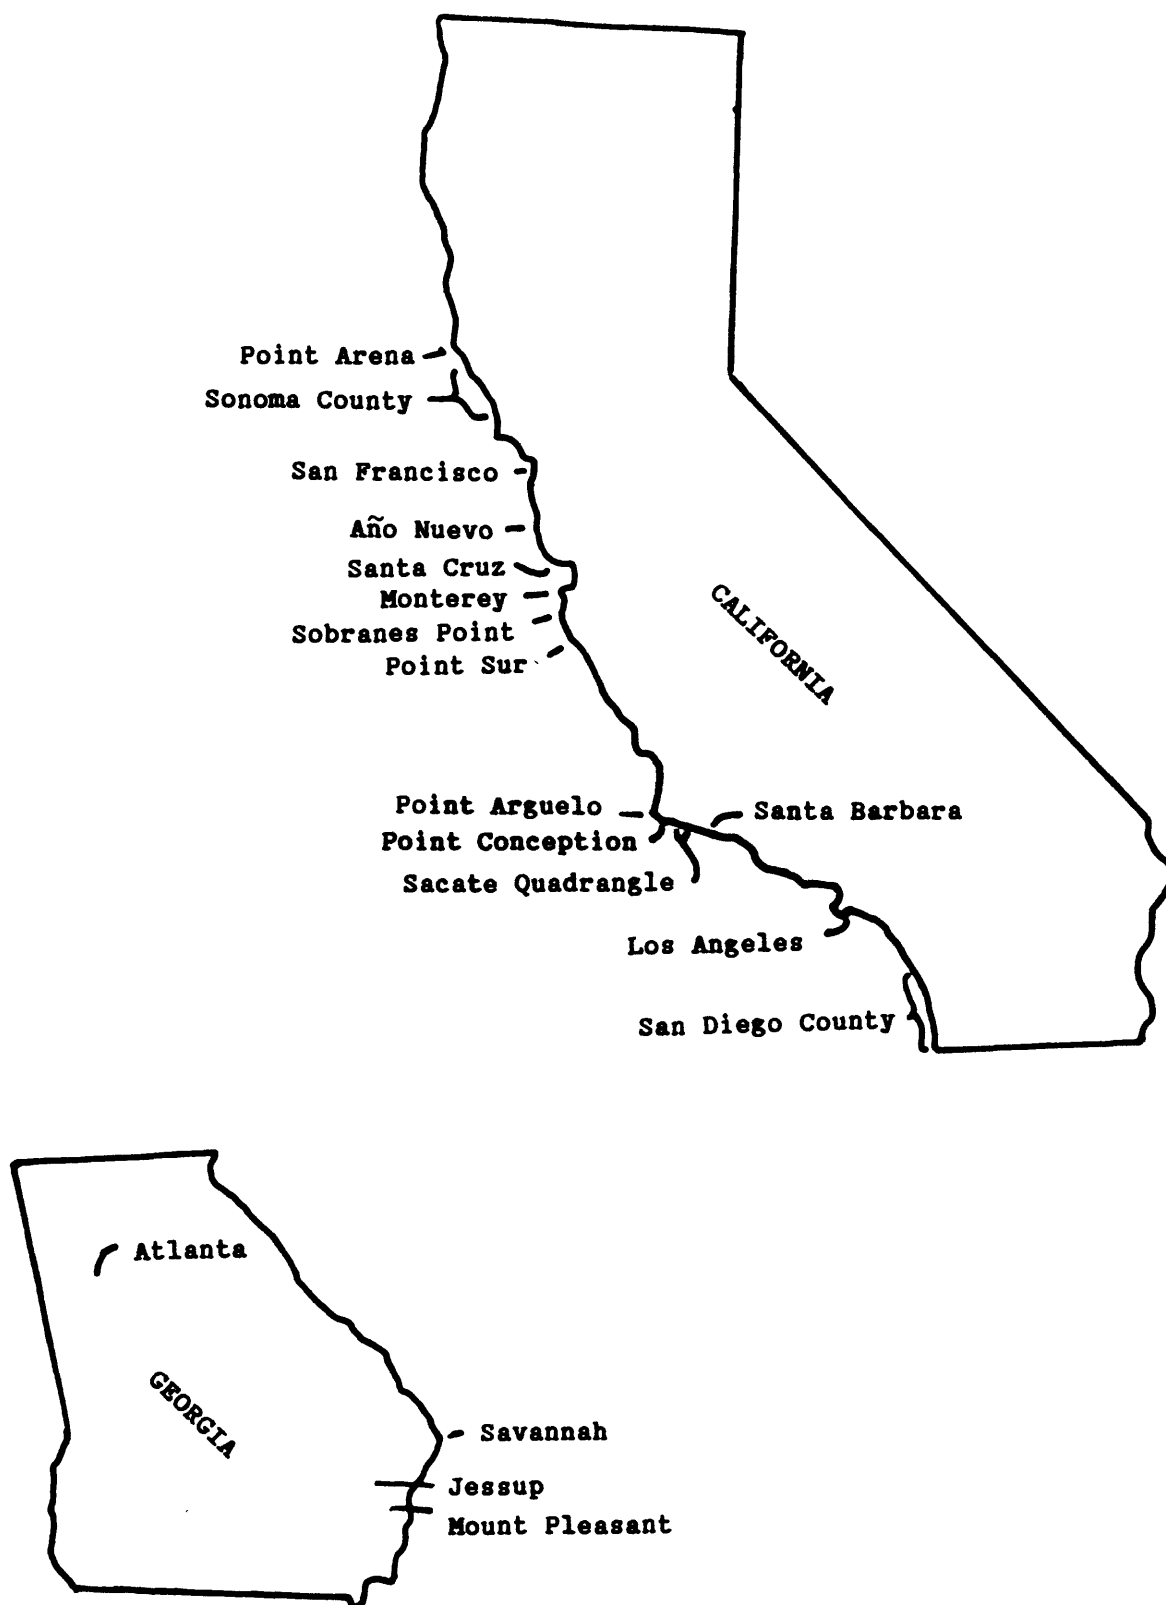 Point Arena
Sonoma County
San Francisco
Año Nuevo
Santa Cruz
Monterey
Sobranes Point
Point Sur
CALIFORNIA
Point Arguelo
Santa Barbara
Point Conception
Sacate Quadrangle
Los Angeles
San Diego County
Atlanta
GEORGIA
Savannah
Jessup
Mount Pleasant